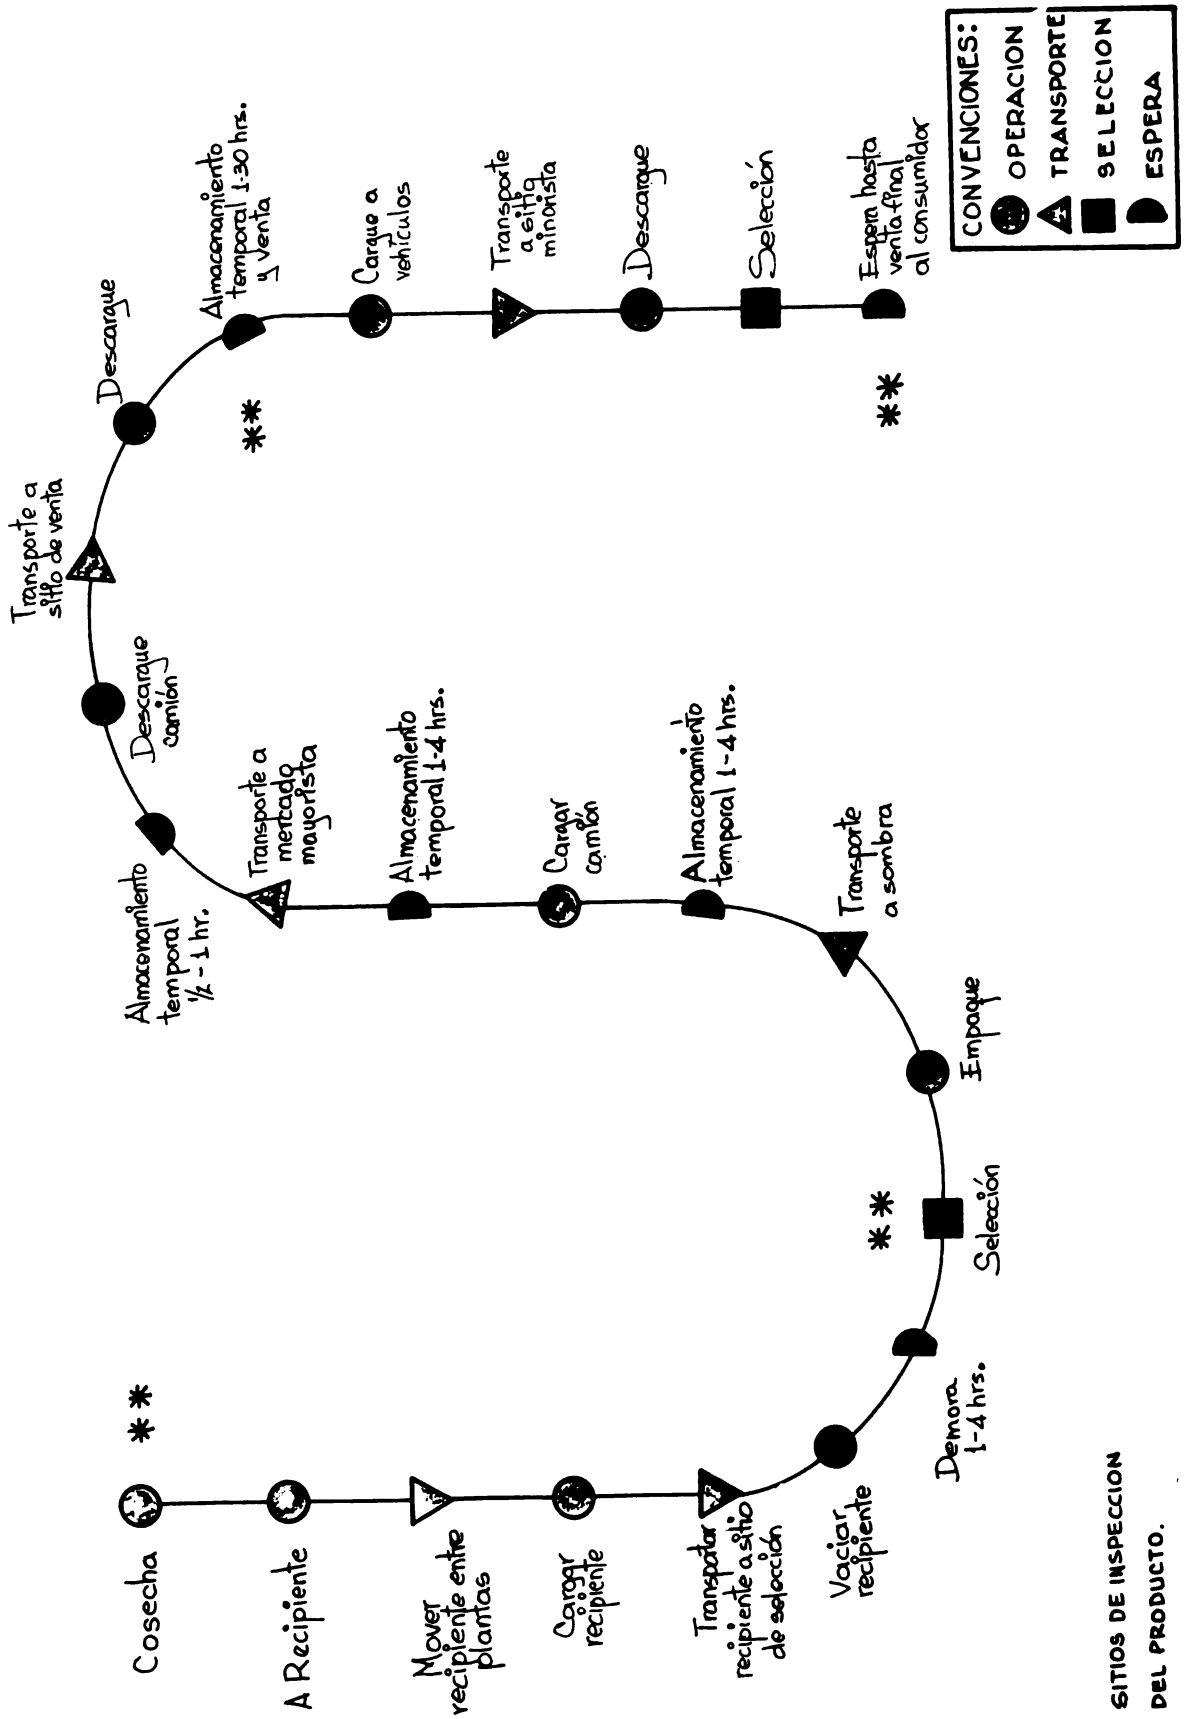 Cosecha
**
A Recipiente
Mover
recipiente entre
plantas
Cargar
recipiente
Transportar
recipiente a sitio
de selección
Vaciar
recipiente
Demora
1-4 hrs.
**
Selección
Empaque
Transporte
a sombra
Almacenamiento
temporal 1-4 hrs.
Cargar
camión
Almacenamiento
temporal 1-4 hrs.
Transporte a
mercado
mayorista
Almacenamiento
temporal
1/2 - 1 hr.
Descargue
camión
Transporte a
sitio de venta
Descargue
Almacenamiento
temporal 1-30 hrs.
y venta
**
Cargue a
vehículos
Transporte
a sitio
minorista
Descargue
Selección
Espera hasta
venta final
al consumidor
**
CONVENCIONES:
OPERACION
TRANSPORTE
SELECCION
ESPERA
SITIOS DE INSPECCION
DEL PRODUCTO.